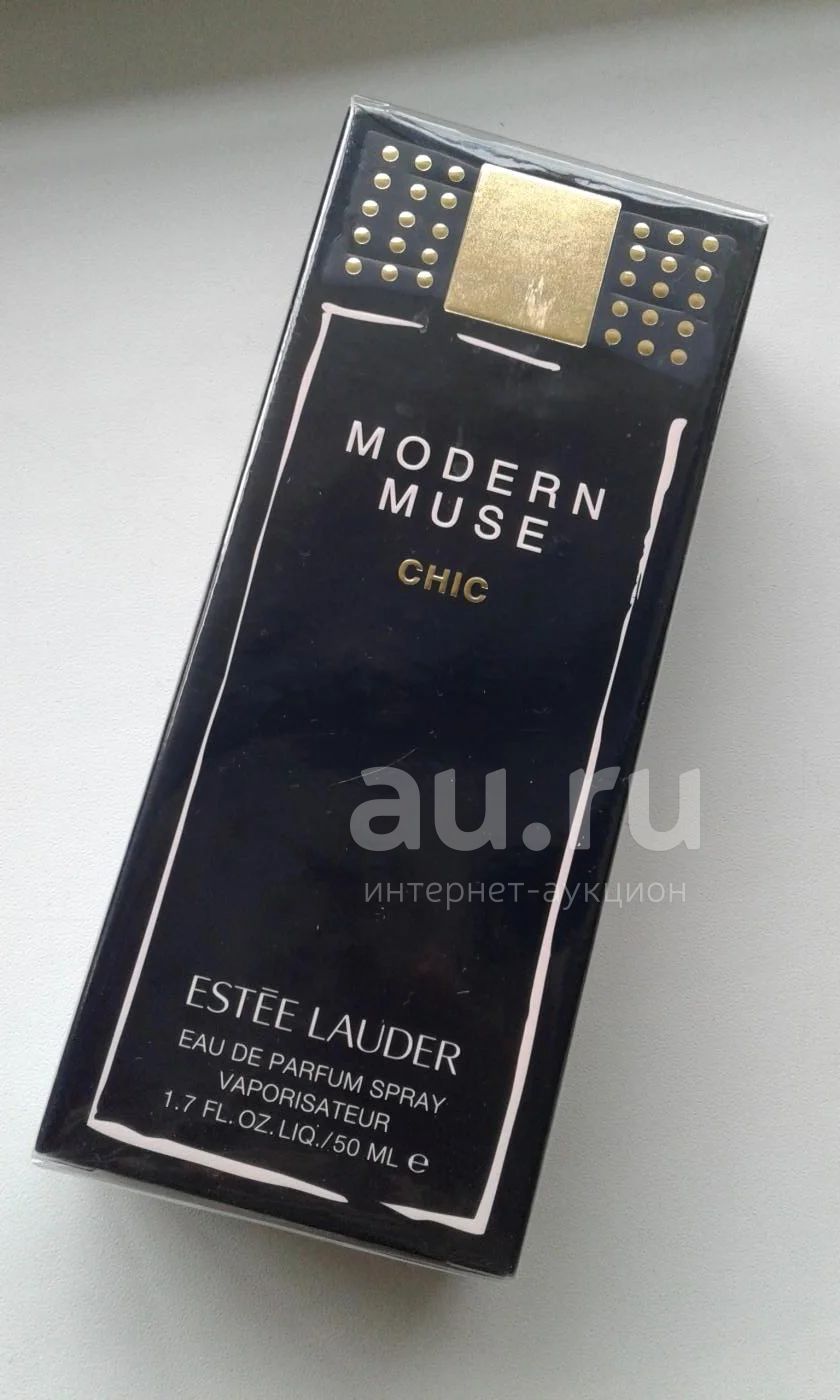 MODERN
MUSE
CHIC
au.ru
интернет-аукцион
ESTĒE LAUDER
EAU DE PARFUM SPRAY
VAPORISATEUR
1.7 FL.OZ.LIQ./50 ML ℮